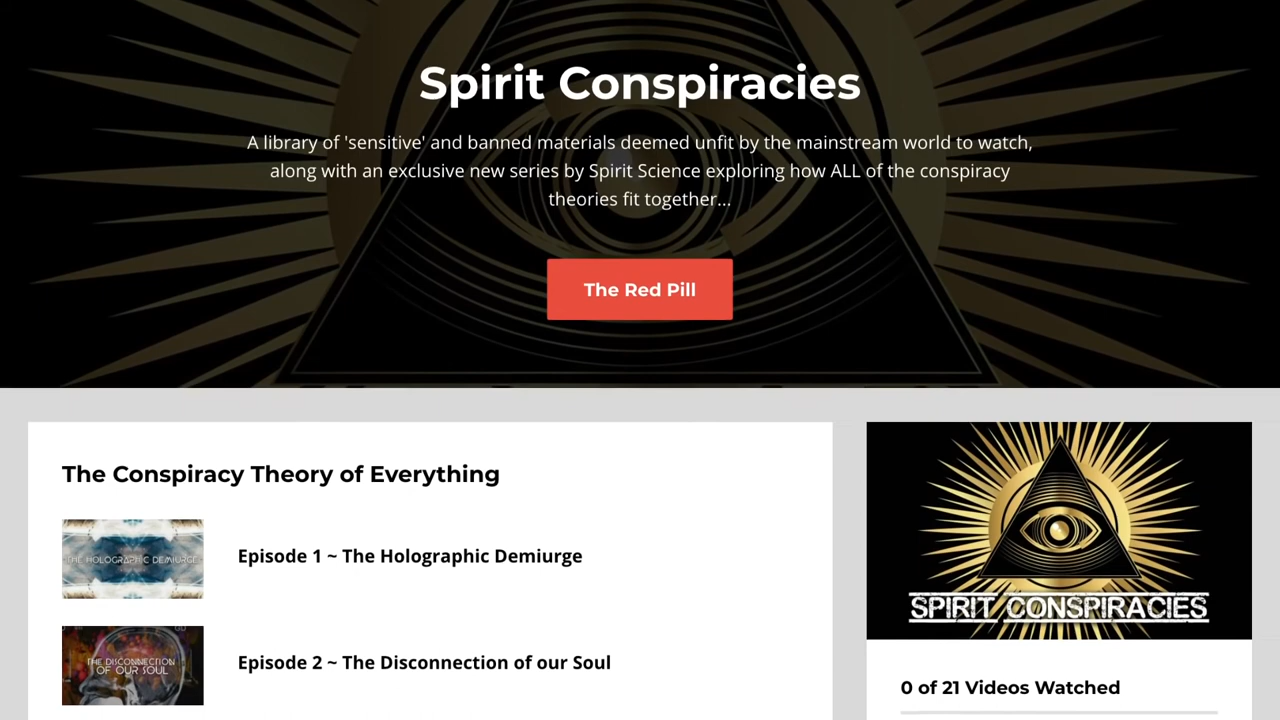 Spirit Conspiracies
A library of 'sensitive' and banned materials deemed unfit by the mainstream world to watch,
along with an exclusive new series by Spirit Science exploring how ALL of the conspiracy
theories fit together...
The Red Pill
The Conspiracy Theory of Everything
THE HOLOGRAPHIC DEMIURGE
Episode 1 ~ The Holographic Demiurge
THE DISCONNECTION
OF OUR SOUL
Episode 2 ~ The Disconnection of our Soul
SPIRIT CONSPIRACIES
0 of 21 Videos Watched